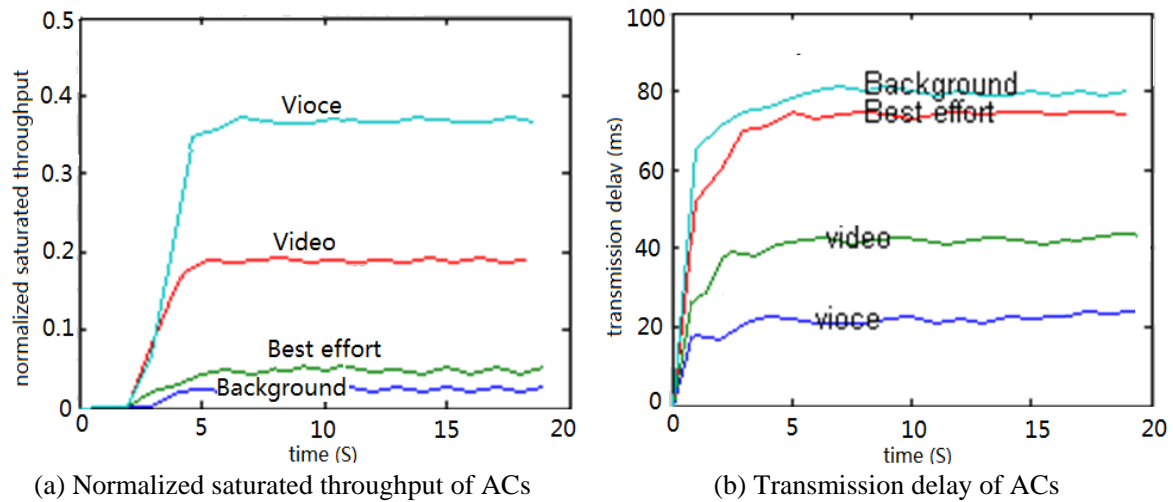 normalized saturated throughput
0.5
0.4
0.3
0.2
0.1
0
Vioce
Video
Best effort
Background
0
5
10
15
20
time (S)
(a) Normalized saturated throughput of ACs
transmission delay (ms)
100
80
60
40
20
0
Background
Best effort
video
vioce
0
5
10
15
20
time (S)
(b) Transmission delay of ACs